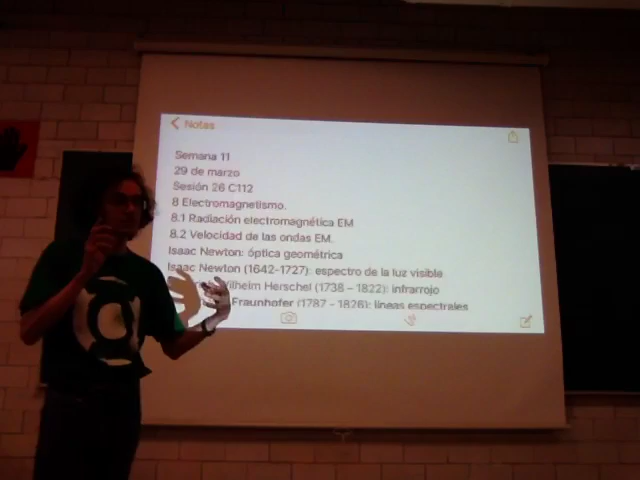 Notes
Semana 11
29 de marzo
Sesión 26 C112
8 Electromagnetismo.
8.1 Radiación electromagnética EM
8.2 Velocidad de las ondas EM.
Isaac Newton: óptica geométrica
Isaac Newton (1642-1727): espectro de la luz visible
Wilhelm Herschel (1738 – 1822): infrarrojo
Fraunhofer (1787 - 1826): líneas espectrales